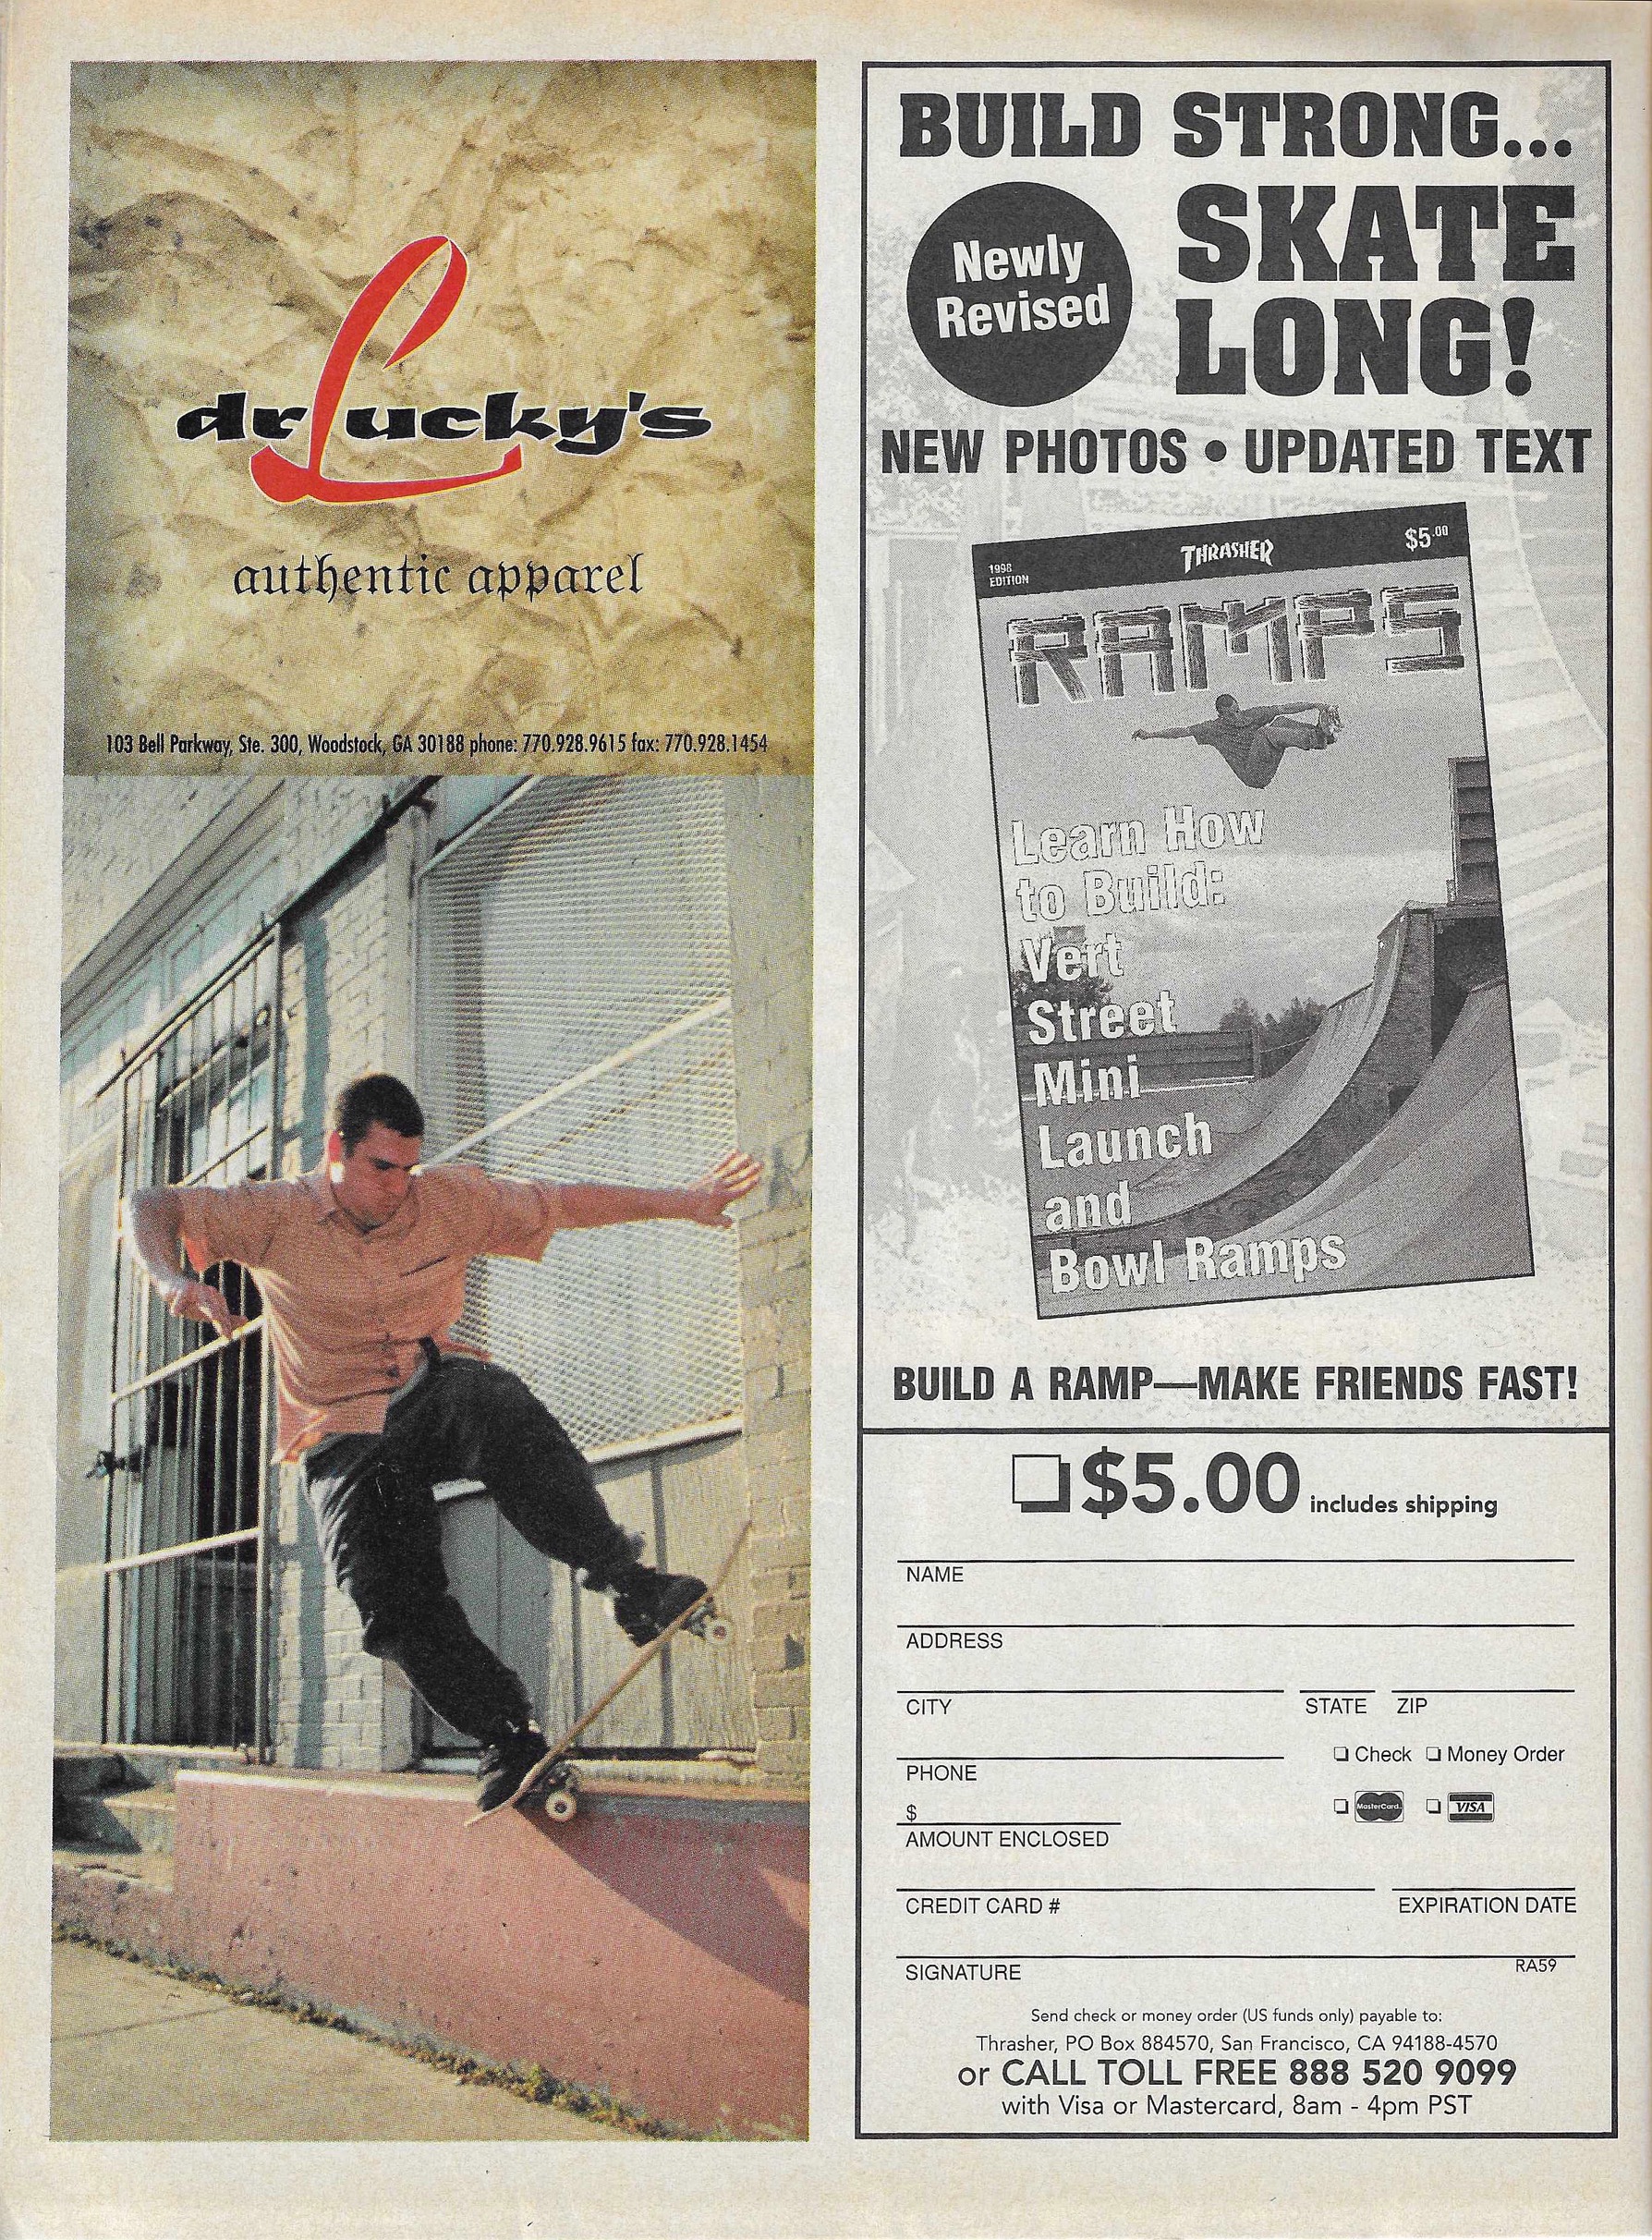 dr Lucky's
authentic apparel
103 Bell Parkway, Ste. 300, Woodstock, GA 30188 phone: 770.928.9615 fax: 770.928.1454
BUILD STRONG...
SKATE
LONG!
Newly
Revised
NEW PHOTOS • UPDATED TEXT
1998
EDITION
THRASHER
$5.00
RAMPS
Learn How
to Build:
Vert
Street
Mini
Launch
and
Bowl Ramps
BUILD A RAMP—MAKE FRIENDS FAST!
❏ $5.00 includes shipping
NAME
ADDRESS
CITY STATE ZIP
❏ Check ❏ Money Order
PHONE
❏ MasterCard ❏ VISA
$
AMOUNT ENCLOSED
CREDIT CARD # EXPIRATION DATE
SIGNATURE RA59
Send check or money order (US funds only) payable to:
Thrasher, PO Box 884570, San Francisco, CA 94188-4570
or CALL TOLL FREE 888 520 9099
with Visa or Mastercard, 8am - 4pm PST